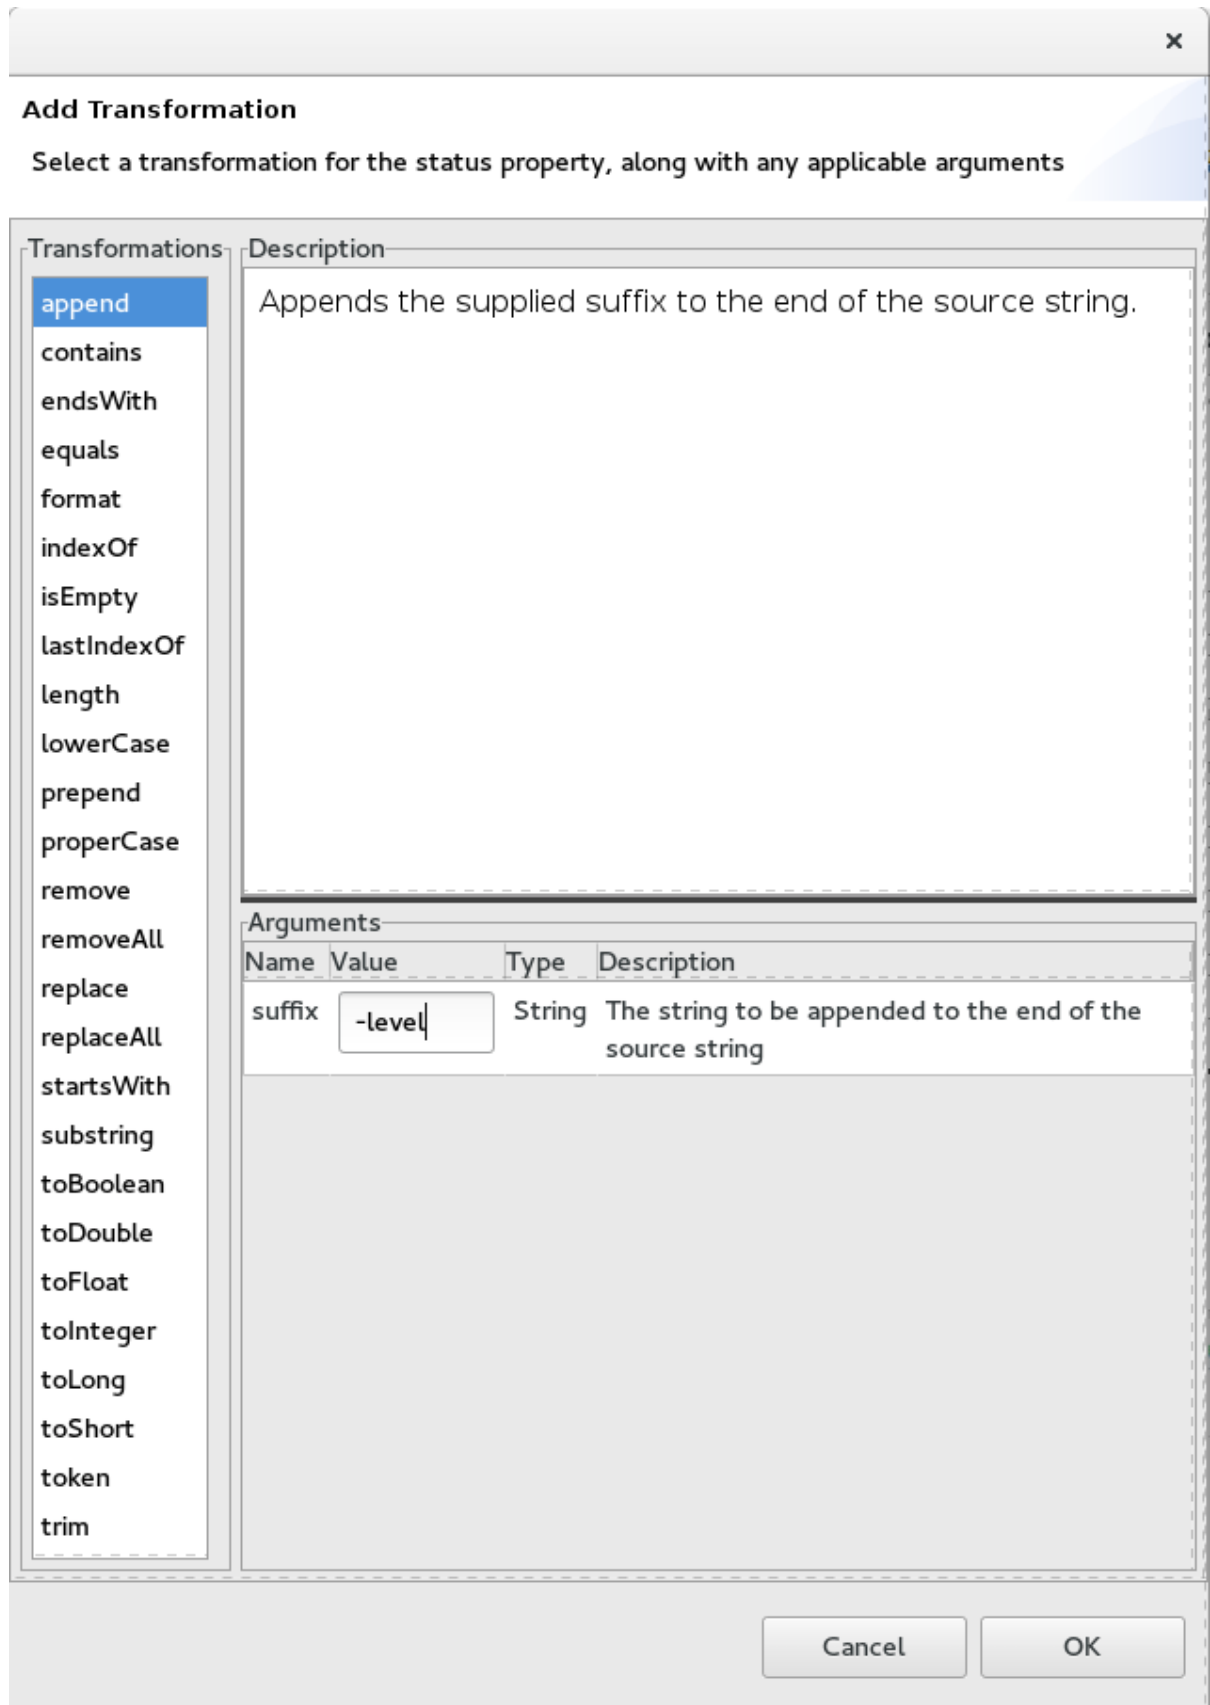 ×
Add Transformation
Select a transformation for the status property, along with any applicable arguments
Transformations
append
contains
endsWith
equals
format
indexOf
isEmpty
lastIndexOf
length
lowerCase
prepend
properCase
remove
removeAll
replace
replaceAll
startsWith
substring
toBoolean
toDouble
toFloat
toInteger
toLong
toShort
token
trim
Description
Appends the supplied suffix to the end of the source string.
Arguments
Name Value Type Description
suffix -level String The string to be appended to the end of the
source string
Cancel OK